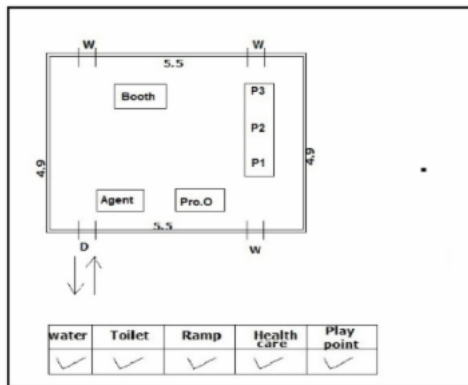 W W
5.5
Booth
P3
P2
P1
4.9 4.9
Agent Pro.O
5.5
D W
water Toilet Ramp Health care Play point